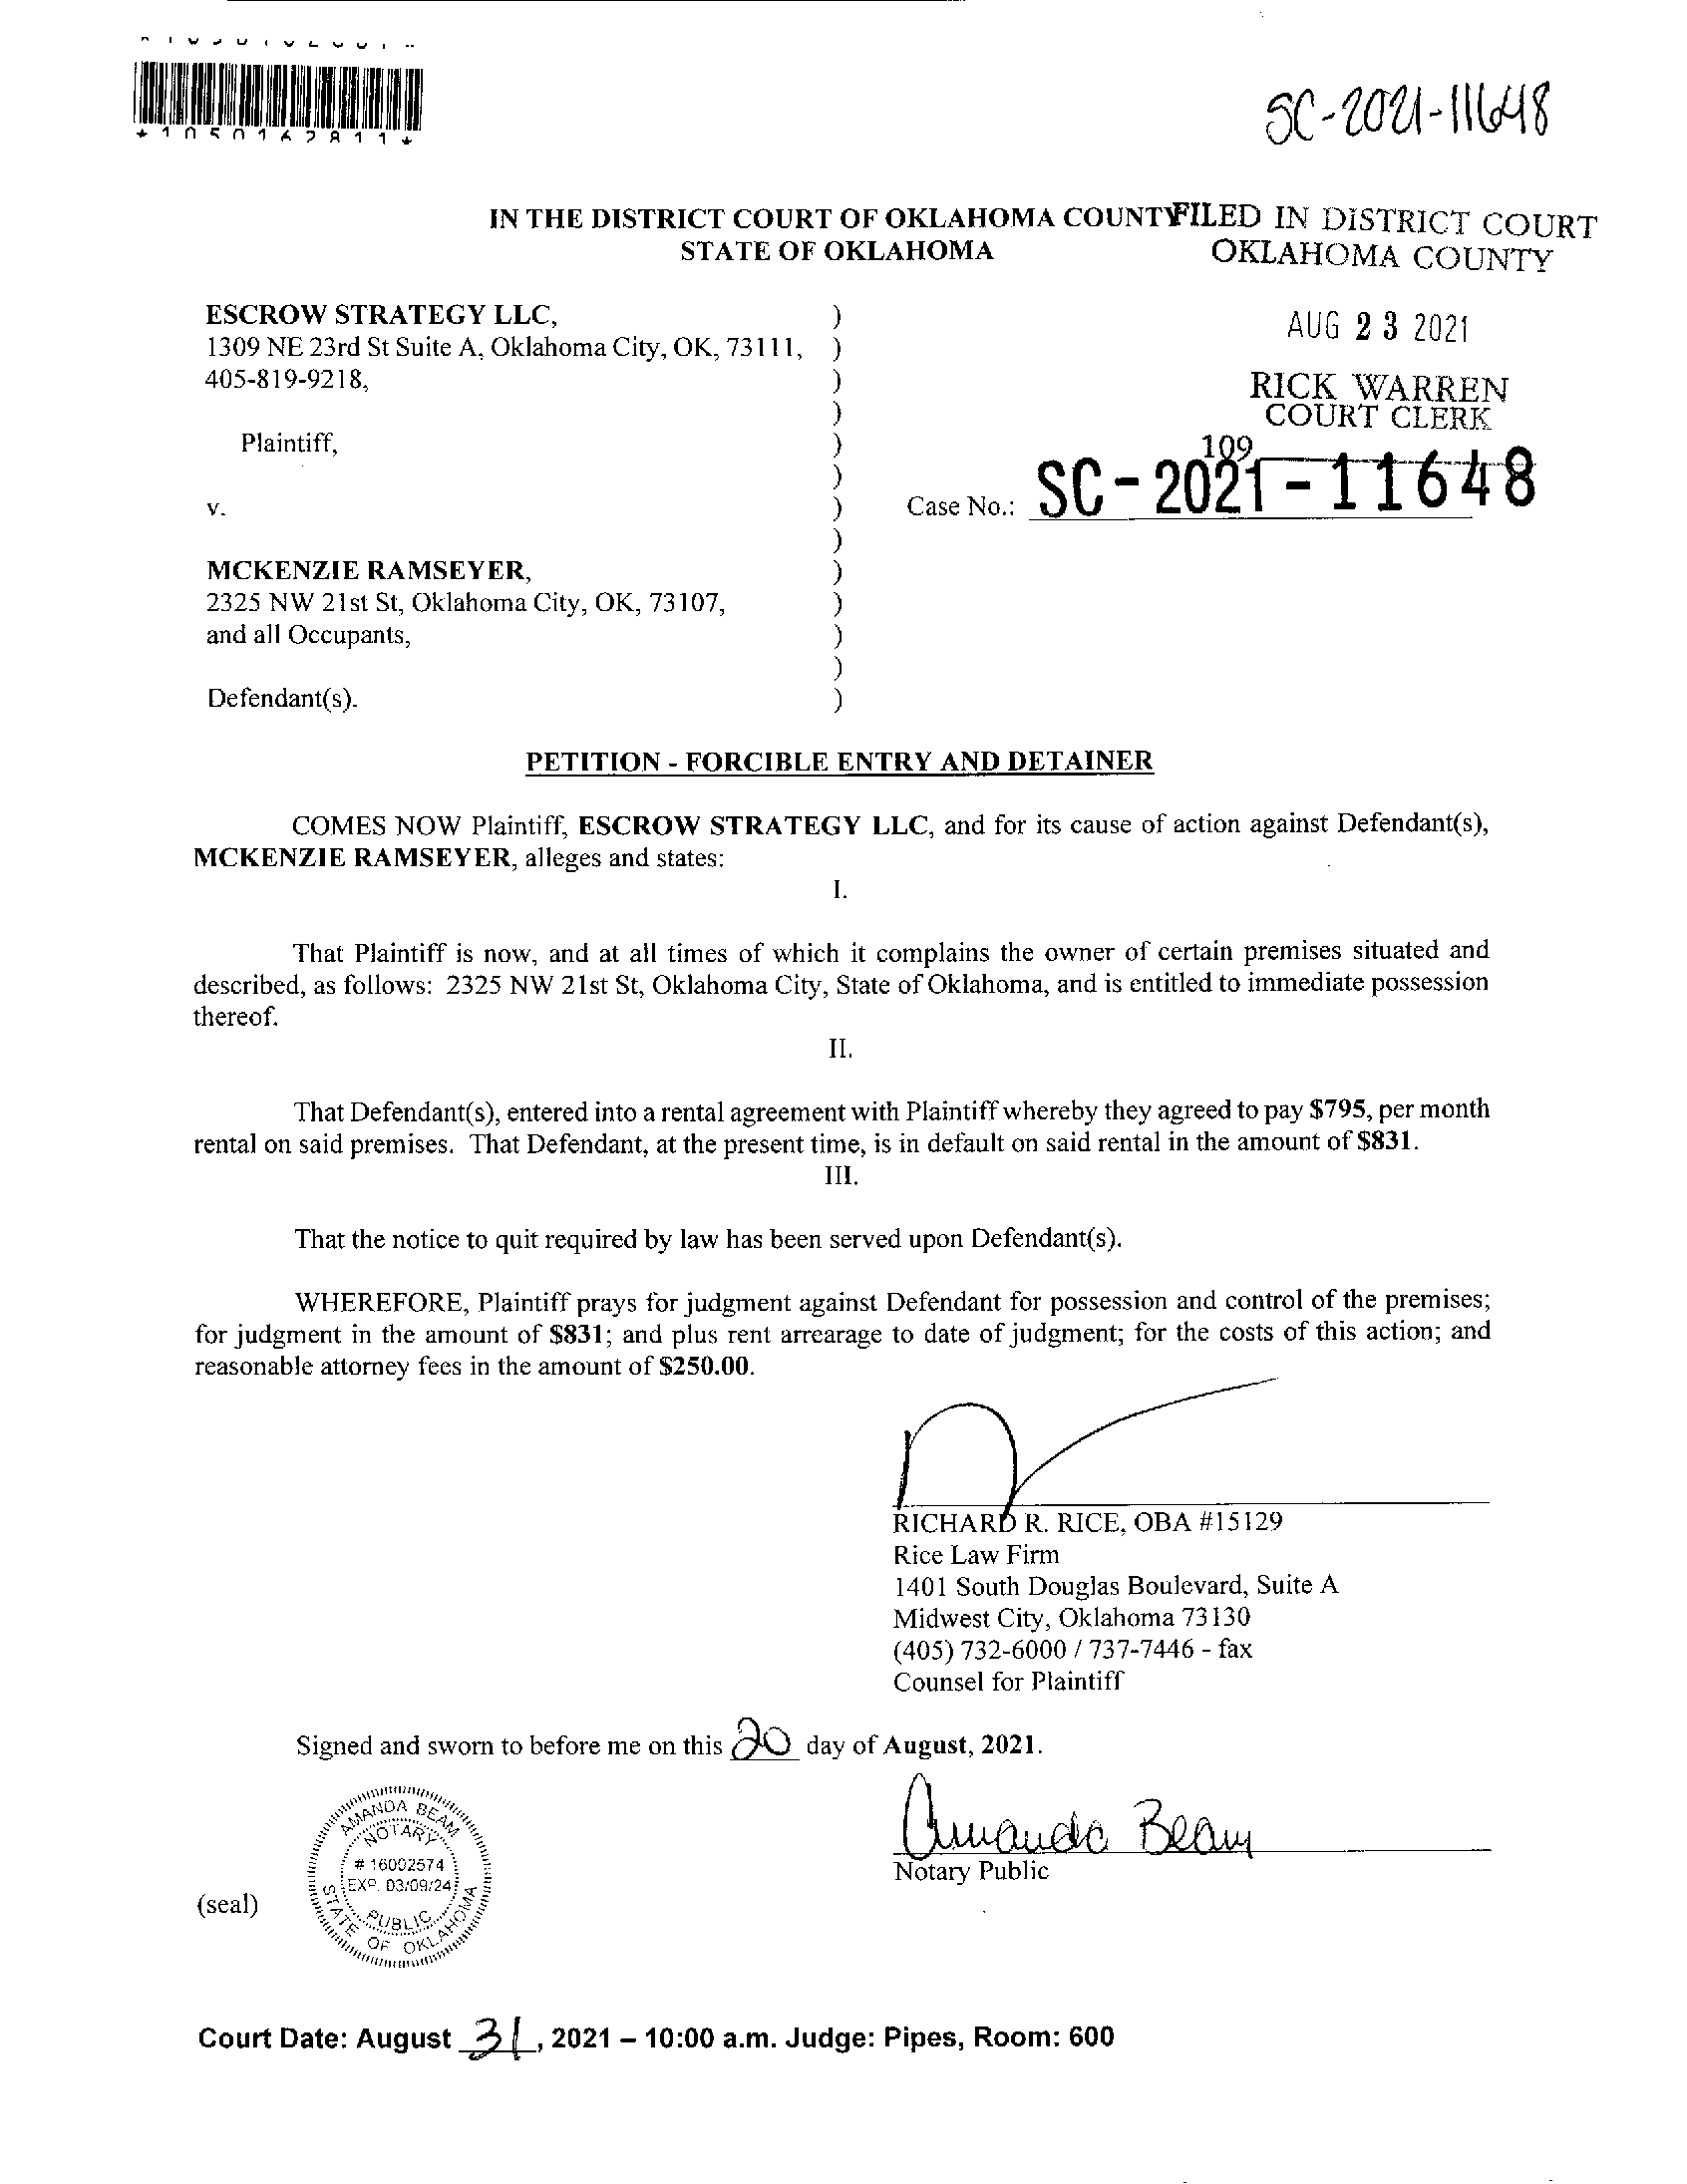 *1050162811*
SC-2021-11648
IN THE DISTRICT COURT OF OKLAHOMA COUNTY
STATE OF OKLAHOMA
FILED IN DISTRICT COURT
OKLAHOMA COUNTY
AUG 23 2021
RICK WARREN
COURT CLERK
109
ESCROW STRATEGY LLC, )
1309 NE 23rd St Suite A, Oklahoma City, OK, 73111, )
405-819-9218, )
)
Plaintiff, )
)
v. ) Case No.: SC-2021-11648
)
MCKENZIE RAMSEYER, )
2325 NW 21st St, Oklahoma City, OK, 73107, )
and all Occupants, )
)
Defendant(s). )
PETITION - FORCIBLE ENTRY AND DETAINER
COMES NOW Plaintiff, ESCROW STRATEGY LLC, and for its cause of action against Defendant(s),
MCKENZIE RAMSEYER, alleges and states:
I.
That Plaintiff is now, and at all times of which it complains the owner of certain premises situated and
described, as follows: 2325 NW 21st St, Oklahoma City, State of Oklahoma, and is entitled to immediate possession
thereof.
II.
That Defendant(s), entered into a rental agreement with Plaintiff whereby they agreed to pay $795, per month
rental on said premises. That Defendant, at the present time, is in default on said rental in the amount of $831.
III.
That the notice to quit required by law has been served upon Defendant(s).
WHEREFORE, Plaintiff prays for judgment against Defendant for possession and control of the premises;
for judgment in the amount of $831; and plus rent arrearage to date of judgment; for the costs of this action; and
reasonable attorney fees in the amount of $250.00.
RICHARD R. RICE, OBA #15129
Rice Law Firm
1401 South Douglas Boulevard, Suite A
Midwest City, Oklahoma 73130
(405) 732-6000 / 737-7446 - fax
Counsel for Plaintiff
Signed and sworn to before me on this 20 day of August, 2021.
Amanda Beam
Notary Public
(seal)
AMANDA BEAM
NOTARY
# 16002574
EXP. 03/09/24
PUBLIC
STATE OF OKLAHOMA
Court Date: August 31, 2021 – 10:00 a.m. Judge: Pipes, Room: 600